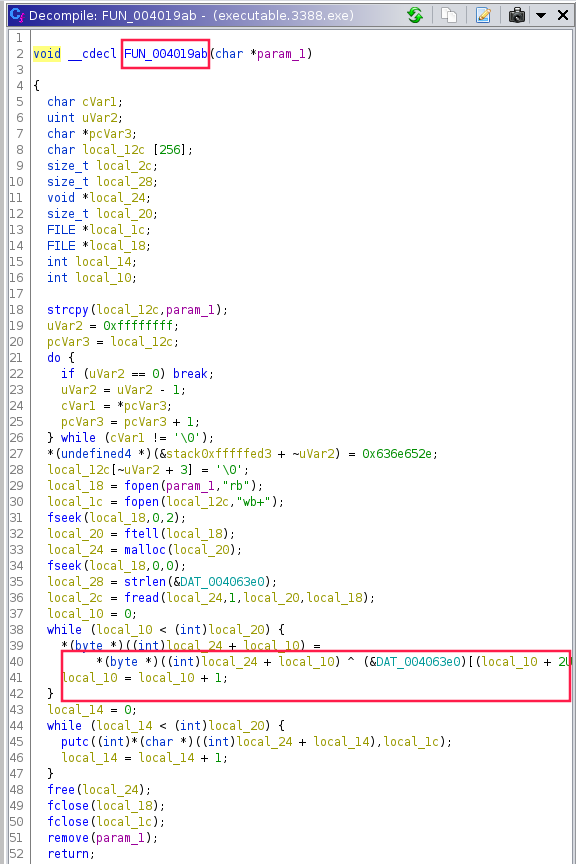 Decompile: FUN_004019ab - (executable.3388.exe)
1
2 void __cdecl FUN_004019ab(char *param_1)
3
4 {
5 char cVar1;
6 uint uVar2;
7 char *pcVar3;
8 char local_12c [256];
9 size_t local_2c;
10 size_t local_28;
11 void *local_24;
12 size_t local_20;
13 FILE *local_1c;
14 FILE *local_18;
15 int local_14;
16 int local_10;
17
18 strcpy(local_12c,param_1);
19 uVar2 = 0xffffffff;
20 pcVar3 = local_12c;
21 do {
22 if (uVar2 == 0) break;
23 uVar2 = uVar2 - 1;
24 cVar1 = *pcVar3;
25 pcVar3 = pcVar3 + 1;
26 } while (cVar1 != '\0');
27 *(undefined4 *)(&stack0xfffffed3 + ~uVar2) = 0x636e652e;
28 local_12c[~uVar2 + 3] = '\0';
29 local_18 = fopen(param_1,"rb");
30 local_1c = fopen(local_12c,"wb+");
31 fseek(local_18,0,2);
32 local_20 = ftell(local_18);
33 local_24 = malloc(local_20);
34 fseek(local_18,0,0);
35 local_28 = strlen(&DAT_004063e0);
36 local_2c = fread(local_24,1,local_20,local_18);
37 local_10 = 0;
38 while (local_10 < (int)local_20) {
39 *(byte *)((int)local_24 + local_10) =
40 *(byte *)((int)local_24 + local_10) ^ (&DAT_004063e0)[(local_10 + 2U
41 local_10 = local_10 + 1;
42 }
43 local_14 = 0;
44 while (local_14 < (int)local_20) {
45 putc((int)*(char *)((int)local_24 + local_14),local_1c);
46 local_14 = local_14 + 1;
47 }
48 free(local_24);
49 fclose(local_18);
50 fclose(local_1c);
51 remove(param_1);
52 return;